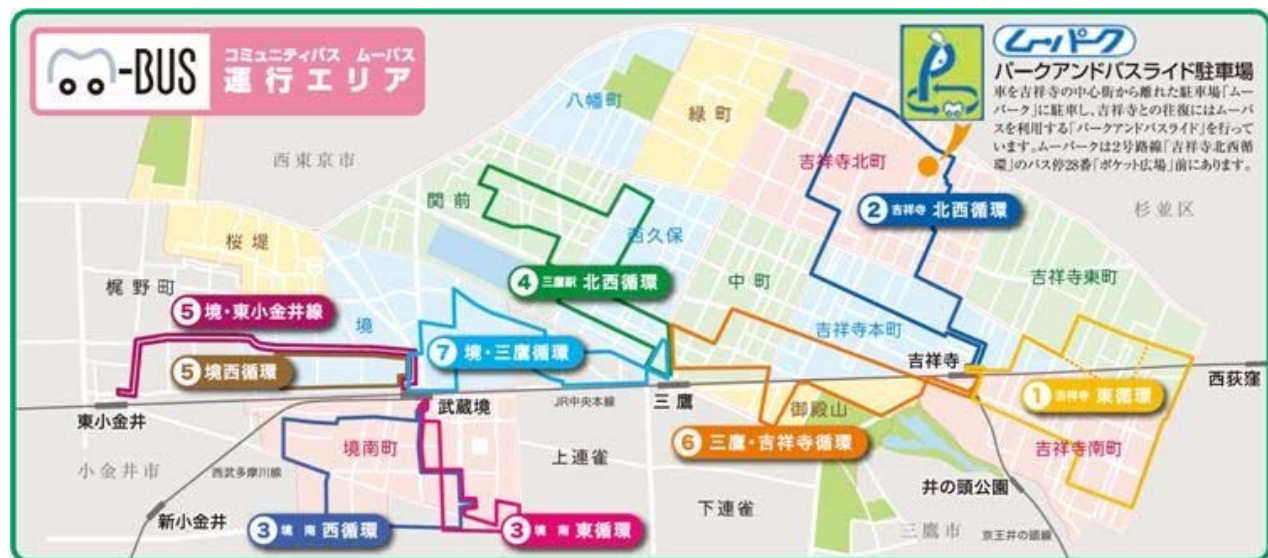 -BUS
コミュニティバス ムーバス
運行エリア
ムーパーク
パークアンドバスライド駐車場
車を吉祥寺の中心街から離れた駐車場「ムー
パーク」に駐車し、吉祥寺との往復にはムーバ
スを利用する「パークアンドバスライド」を行って
います。ムーパークは2号路線「吉祥寺北西循
環」のバス停28番「ポケット広場」前にあります。
八幡町
緑町
西東京市
吉祥寺北町
関前
2 吉祥寺 北西循環
杉並区
西久保
桜堤
4 三鷹駅 北西循環
中町
吉祥寺東町
梶野町
5 境・東小金井線
境
吉祥寺本町
7 境・三鷹循環
吉祥寺
5 境西循環
西荻窪
1 吉祥寺 東循環
武蔵境
JR中央本線
三鷹
御殿山
東小金井
6 三鷹・吉祥寺循環
境南町
吉祥寺南町
上連雀
小金井市
西武多摩川線
井の頭公園
下連雀
新小金井
3 境南 西循環
3 境南 東循環
三鷹市
京王井の頭線